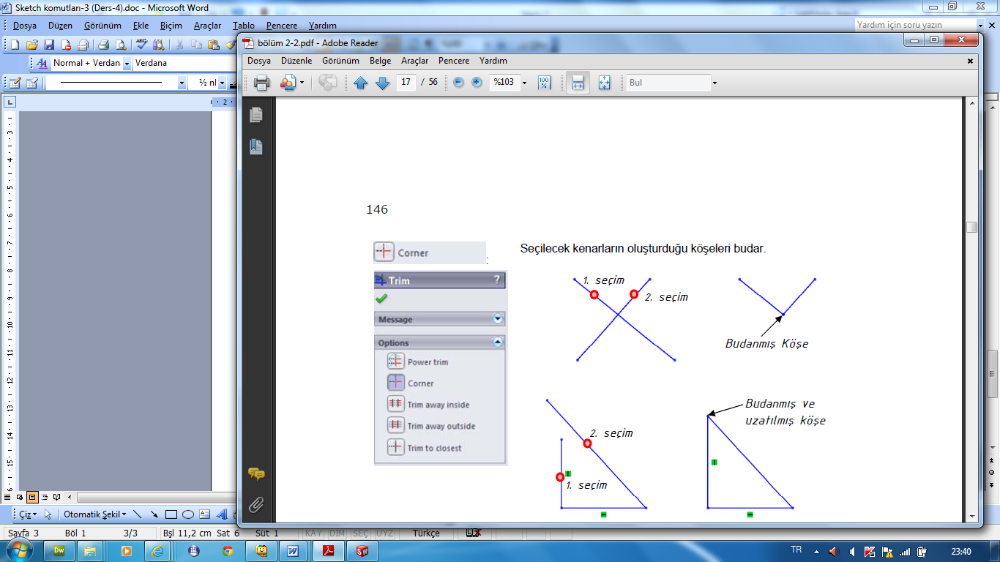 Sketch komutları-3 (Ders-4).doc - Microsoft Word
Dosya Düzen Görünüm Ekle Biçim Araçlar Tablo Pencere Yardım
Yardım için soru yazın
Normal + Verdan
Verdana
½ nl
bölüm 2-2.pdf - Adobe Reader
Dosya Düzenle Görünüm Belge Araçlar Pencere Yardım
17 / 56
%103
Bul
146
Corner
:
Seçilecek kenarların oluşturduğu köşeleri budar.
Trim ?
Message
Options
Power trim
Corner
Trim away inside
Trim away outside
Trim to closest
1. seçim
2. seçim
Budanmış Köşe
2. seçim
1. seçim
Budanmış ve
uzatılmış köşe
Çiz
Otomatik Şekil
Sayfa 3 Böl 1 3/3 Bşl 11,2 cm Sat 6 Süt 1 KAY DİM SEÇ ÜZY Türkçe
Dw
TR
23:40